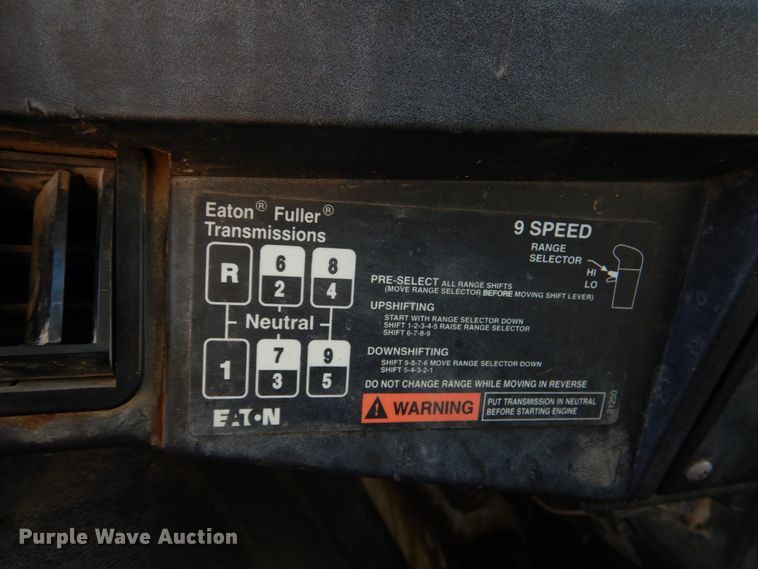 Eaton® Fuller®
Transmissions
9 SPEED
RANGE
SELECTOR
HI
LO
R
6
2
8
4
Neutral
1
7
3
9
5
PRE-SELECT ALL RANGE SHIFTS
(MOVE RANGE SELECTOR BEFORE MOVING SHIFT LEVER)
UPSHIFTING
START WITH RANGE SELECTOR DOWN
SHIFT 1-2-3-4-5 RAISE RANGE SELECTOR
SHIFT 6-7-8-9
DOWNSHIFTING
SHIFT 9-8-7-6 MOVE RANGE SELECTOR DOWN
SHIFT 5-4-3-2-1
DO NOT CHANGE RANGE WHILE MOVING IN REVERSE
WARNING
PUT TRANSMISSION IN NEUTRAL
BEFORE STARTING ENGINE
21250
EATON
Purple Wave Auction